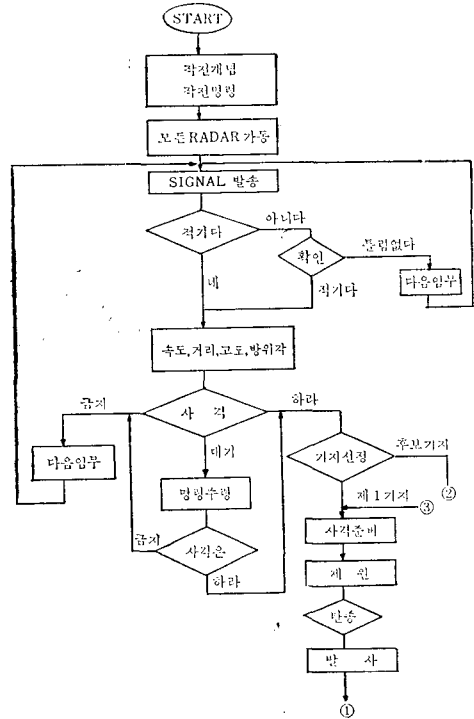 START
작전개념
작전명령
모든 RADAR 가동
SIGNAL 발송
적기다
아니다
확인
틀림없다
다음임무
네
적기다
속도, 거리, 고도, 방위각
사 격
금지
하라
대기
다음임무
명령수령
사격은
금지
하라
기지선정
후보기지
②
제 1 기지
③
사격준비
제 원
탄종
발 사
①